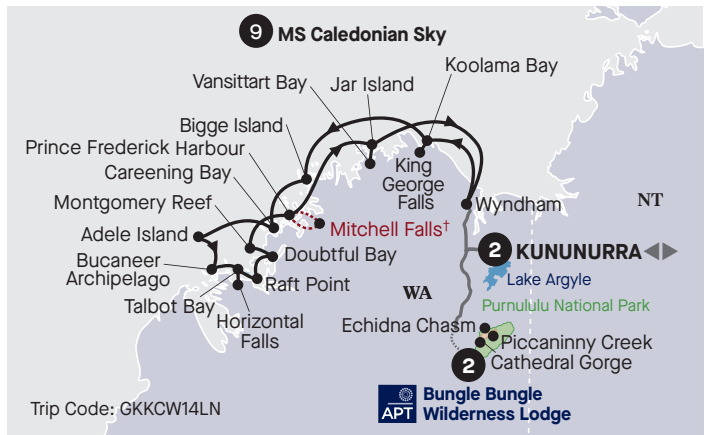 9 MS Caledonian Sky
Koolama Bay
Vansittart Bay
Jar Island
Bigge Island
Prince Frederick
Harbour
Careening Bay
King
George
Falls
Montgomery Reef
Wyndham
NT
Mitchell Falls†
Adele Island
2 KUNUNURRA
Doubtful Bay
Bucaneer
Archipelago
Lake Argyle
Raft Point
WA
Purnululu National Park
Talbot Bay
Horizontal
Falls
Echidna Chasm
Piccaninny Creek
Cathedral Gorge
2
APT
Bungle Bungle
Wilderness Lodge
Trip Code: GKKCW14LN